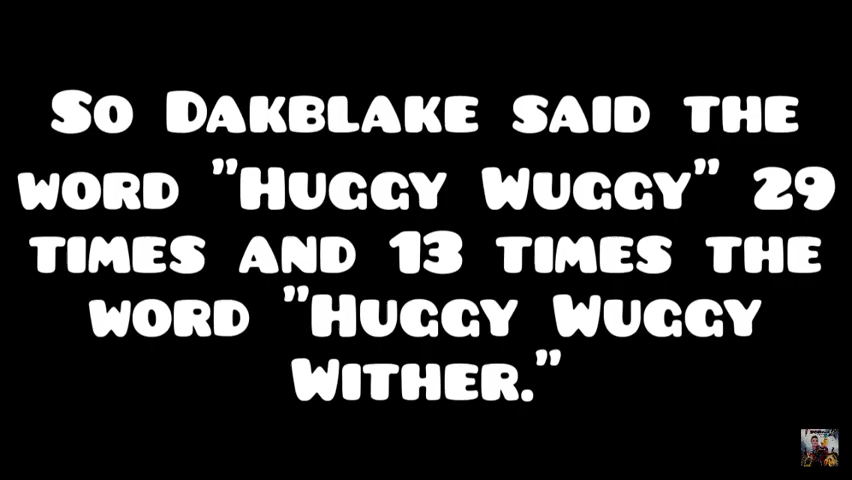 So Dakblake said the
word "Huggy Wuggy" 29
times and 13 times the
word "Huggy Wuggy
Wither."